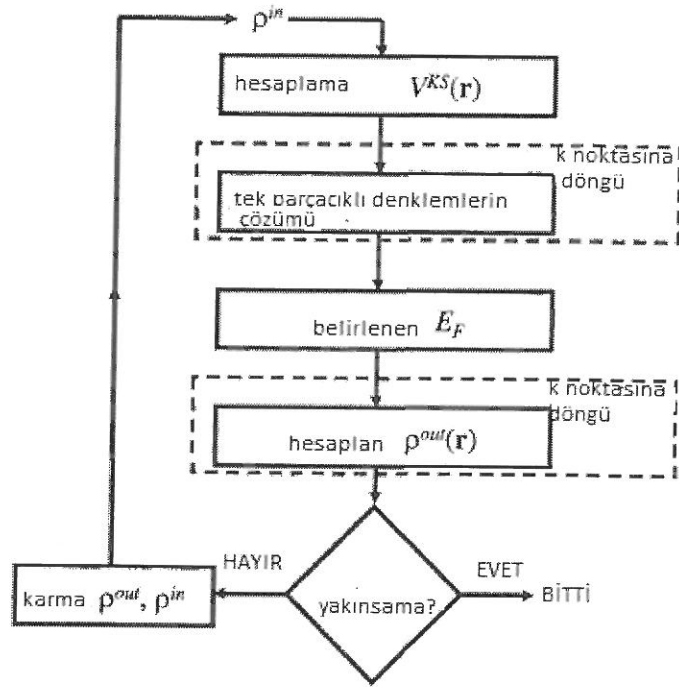 ρⁱⁿ
hesaplama V^{KS}(r)
k noktasına
döngü
tek parçacıklı denklemlerin
çözümü
belirlenen E_F
k noktasına
döngü
hesaplan ρ^{out}(r)
HAYIR
EVET
yakınsama?
BİTTİ
karma ρ^{out}, ρ^{in}